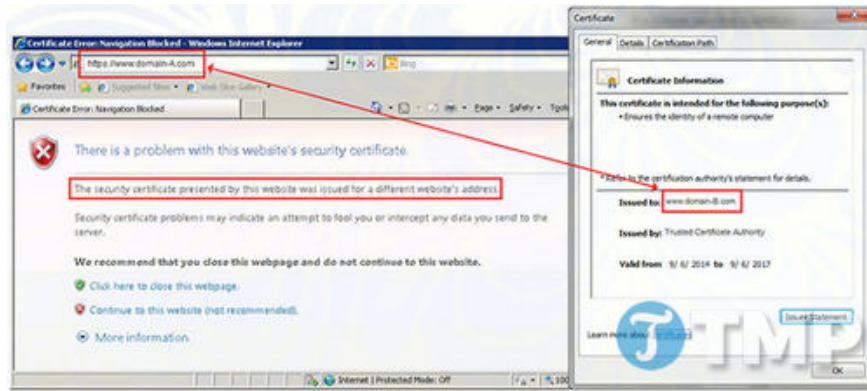 Certificate Error: Navigation Blocked - Windows Internet Explorer
https://www.domain-A.com
Bing
Favorites
Suggested Sites
Web Slice Gallery
Certificate Error: Navigation Blocked
Page
Safety
Tools
There is a problem with this website's security certificate.
The security certificate presented by this website was issued for a different website's address.
Security certificate problems may indicate an attempt to fool you or intercept any data you send to the
server.
We recommend that you close this webpage and do not continue to this website.
Click here to close this webpage.
Continue to this website (not recommended).
More information
Internet | Protected Mode: Off
100
Certificate
General
Details
Certification Path
Certificate Information
This certificate is intended for the following purpose(s):
• Ensures the identity of a remote computer
* Refer to the certification authority's statement for details.
Issued to: www.domain-B.com
Issued by: Trusted Certificate Authority
Valid from 9/ 6/ 2014 to 9/ 6/ 2017
Issuer Statement
Learn more about certificates
TMP
OK